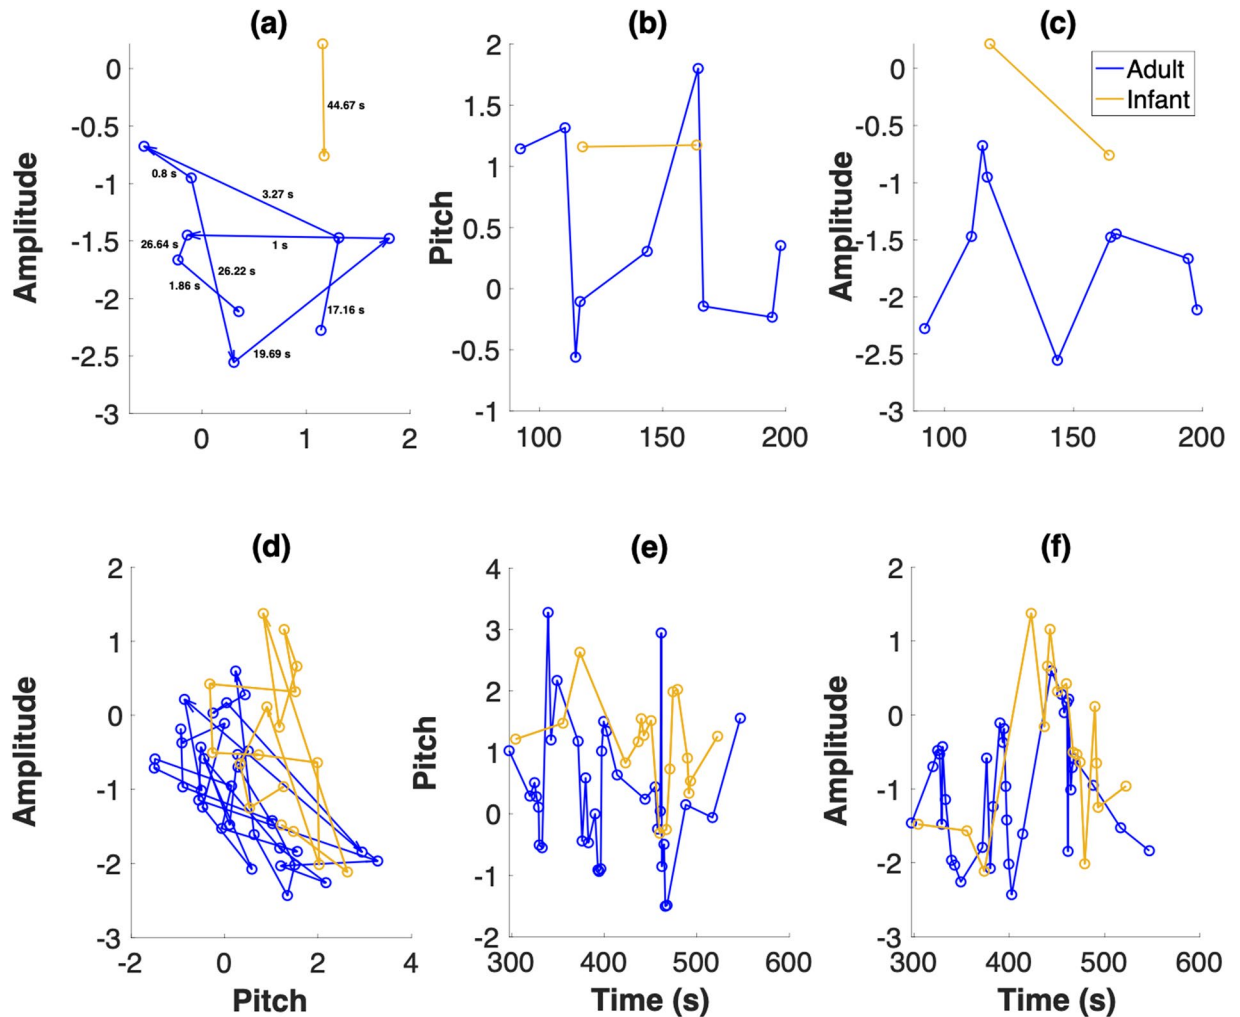 (a)
(b)
(c)
Amplitude
0
-0.5
-1
-1.5
-2
-2.5
-3
0
1
2
44.67 s
0.8 s
3.27 s
26.64 s
1 s
26.22 s
1.86 s
17.16 s
19.69 s
Pitch
2
1.5
1
0.5
0
-0.5
-1
100
150
200
Amplitude
0
-0.5
-1
-1.5
-2
-2.5
-3
100
150
200
Adult
Infant
(d)
(e)
(f)
Amplitude
2
1
0
-1
-2
-3
-2
0
2
4
Pitch
Pitch
4
3
2
1
0
-1
-2
300
400
500
600
Time (s)
Amplitude
2
1
0
-1
-2
-3
300
400
500
600
Time (s)